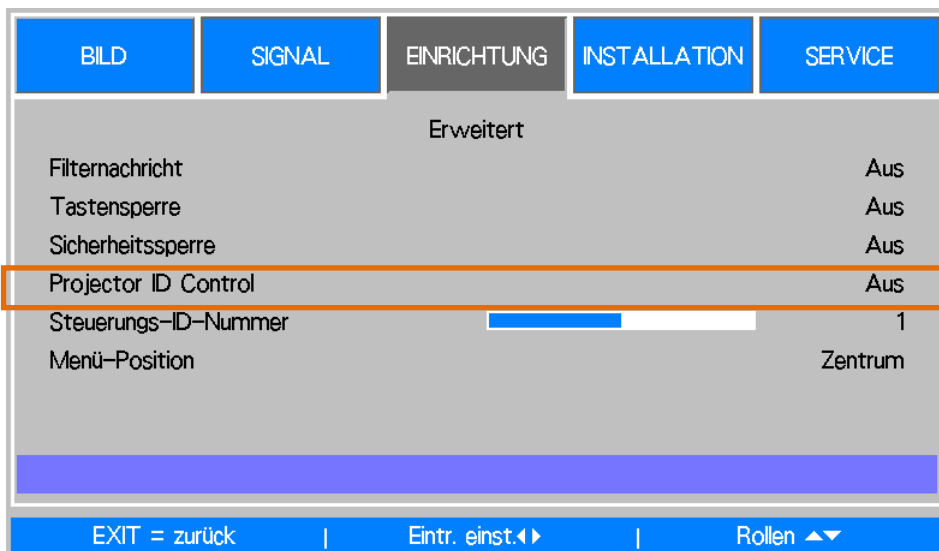 BILD SIGNAL EINRICHTUNG INSTALLATION SERVICE
Erweitert
Filternachricht Aus
Tastensperre Aus
Sicherheitssperre Aus
Projector ID Control Aus
Steuerungs-ID-Nummer 1
Menü-Position Zentrum
EXIT = zurück | Eintr. einst.◂▸ | Rollen ▴▾